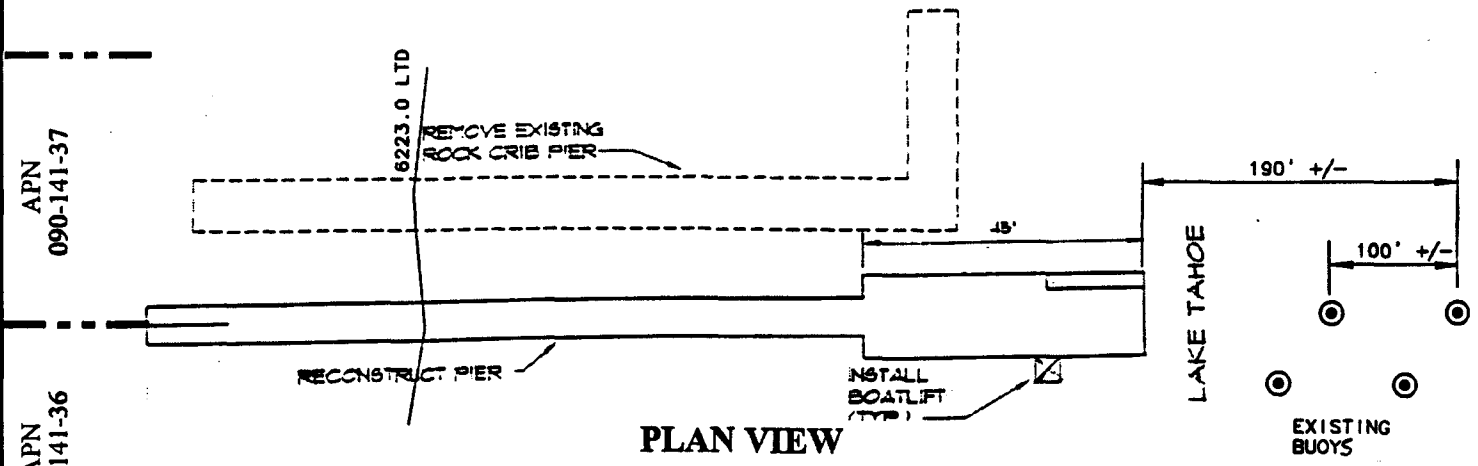 APN
090-141-37
6223.0 LTD
REMOVE EXISTING
ROCK CRIB PIER
190' +/-
100' +/-
LAKE TAHOE
RECONSTRUCT PIER
INSTALL
BOATLIFT
(TYP.)
PLAN VIEW
EXISTING
BUOYS
APN
141-36